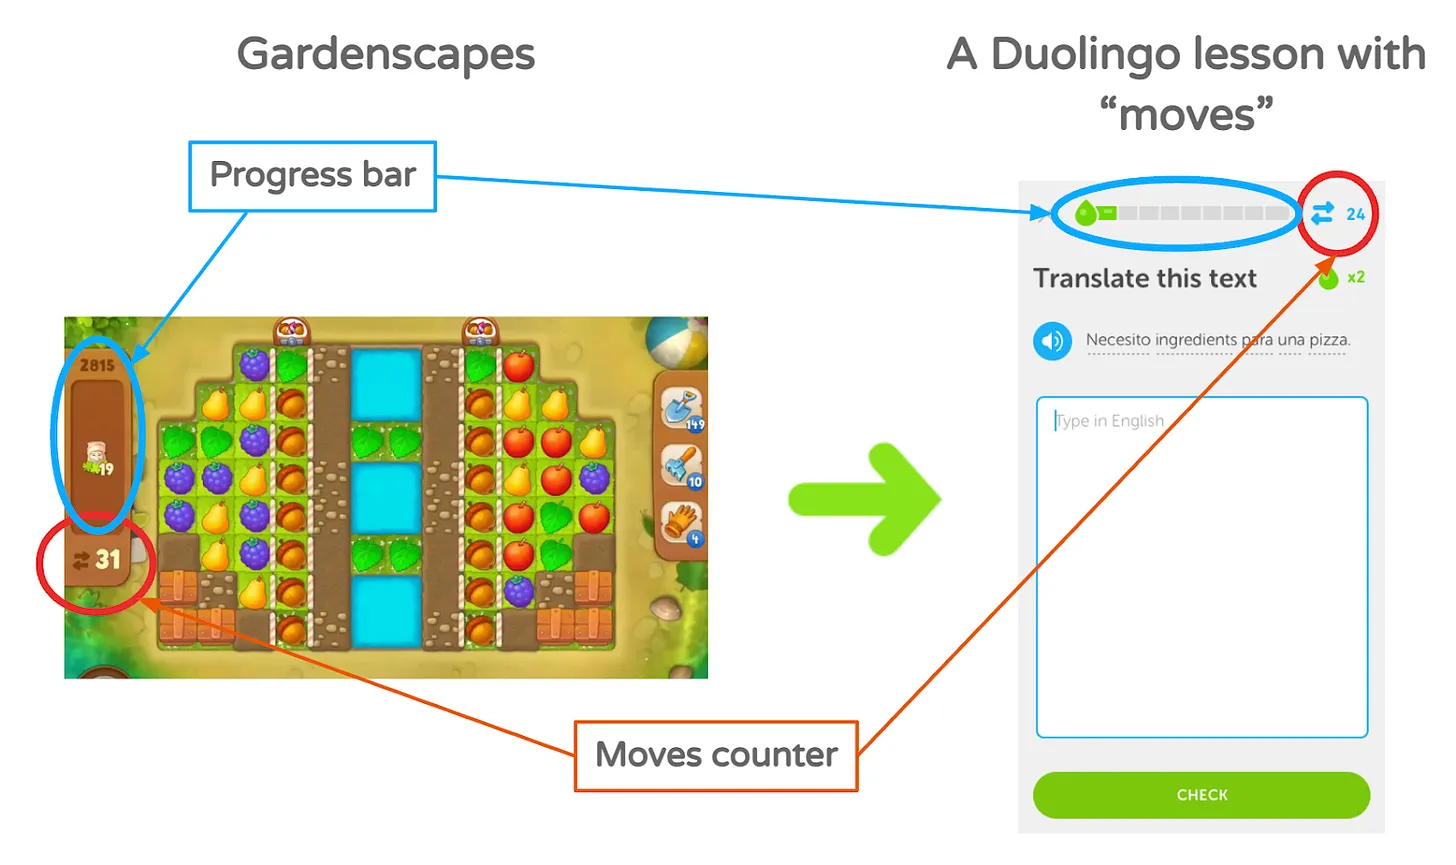 Gardenscapes
A Duolingo lesson with
“moves”
Progress bar
24
Translate this text
x2
Necesito ingredients para una pizza.
Type in English
2815
19
31
149
10
4
Moves counter
CHECK